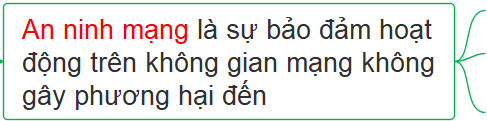 An ninh mạng là sự bảo đảm hoạt
động trên không gian mạng không
gây phương hại đến